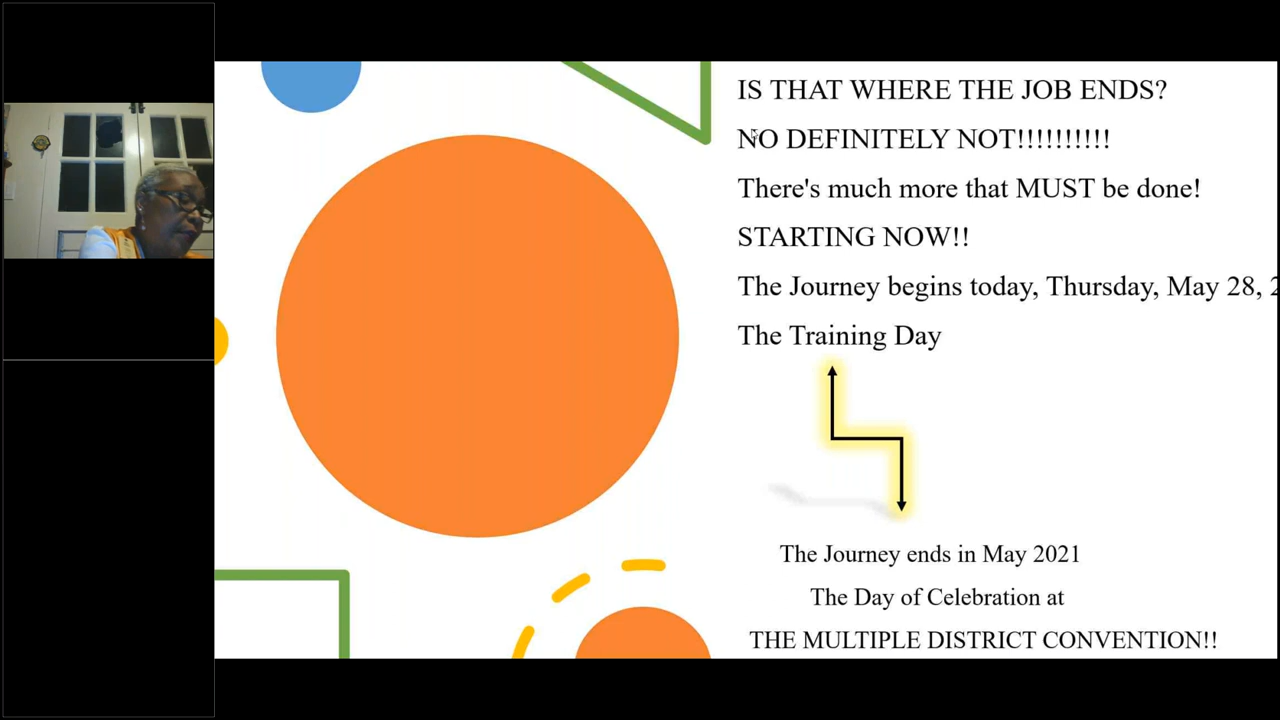 IS THAT WHERE THE JOB ENDS?
NO DEFINITELY NOT!!!!!!!!!!
There's much more that MUST be done!
STARTING NOW!!
The Journey begins today, Thursday, May 28, 2
The Training Day
The Journey ends in May 2021
The Day of Celebration at
THE MULTIPLE DISTRICT CONVENTION!!